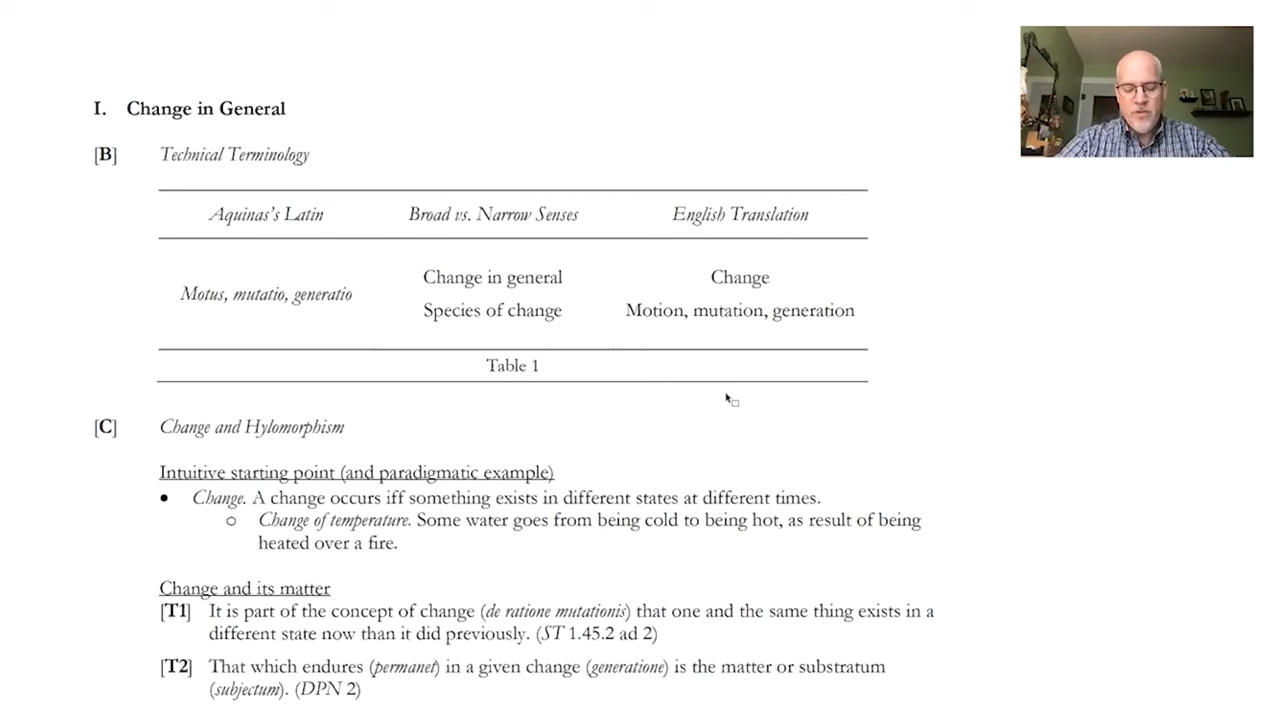 I. Change in General
[B] Technical Terminology
Aquinas's Latin Broad vs. Narrow Senses English Translation
Motus, mutatio, generatio
Change in general Change
Species of change Motion, mutation, generation
Table 1
[C] Change and Hylomorphism
Intuitive starting point (and paradigmatic example)
• Change. A change occurs iff something exists in different states at different times.
○ Change of temperature. Some water goes from being cold to being hot, as result of being
heated over a fire.
Change and its matter
[T1] It is part of the concept of change (de ratione mutationis) that one and the same thing exists in a
different state now than it did previously. (ST 1.45.2 ad 2)
[T2] That which endures (permanet) in a given change (generatione) is the matter or substratum
(subjectum). (DPN 2)